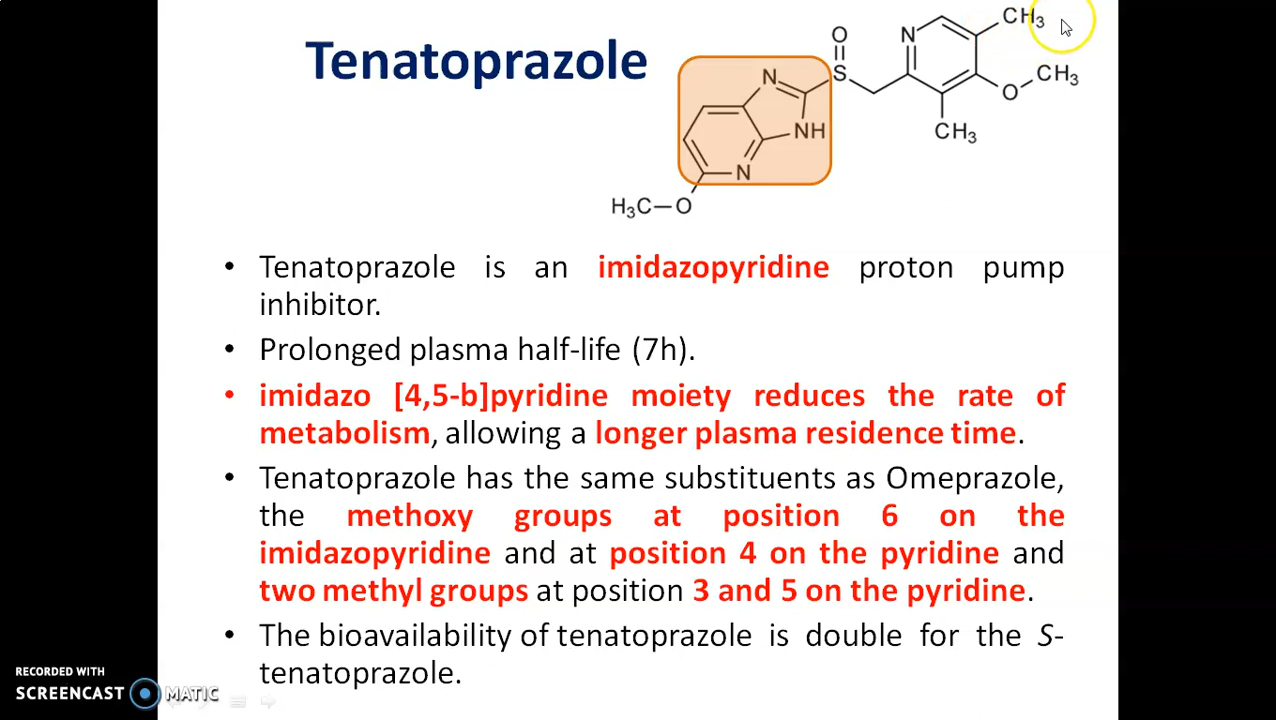 Tenatoprazole
CH3
N
O
S
O
CH3
CH3
N
NH
N
H3C
O
• Tenatoprazole is an imidazopyridine proton pump
inhibitor.
• Prolonged plasma half-life (7h).
• imidazo [4,5-b]pyridine moiety reduces the rate of
metabolism, allowing a longer plasma residence time.
• Tenatoprazole has the same substituents as Omeprazole,
the methoxy groups at position 6 on the
imidazopyridine and at position 4 on the pyridine and
two methyl groups at position 3 and 5 on the pyridine.
• The bioavailability of tenatoprazole is double for the S-
tenatoprazole.
RECORDED WITH
SCREENCAST MATIC